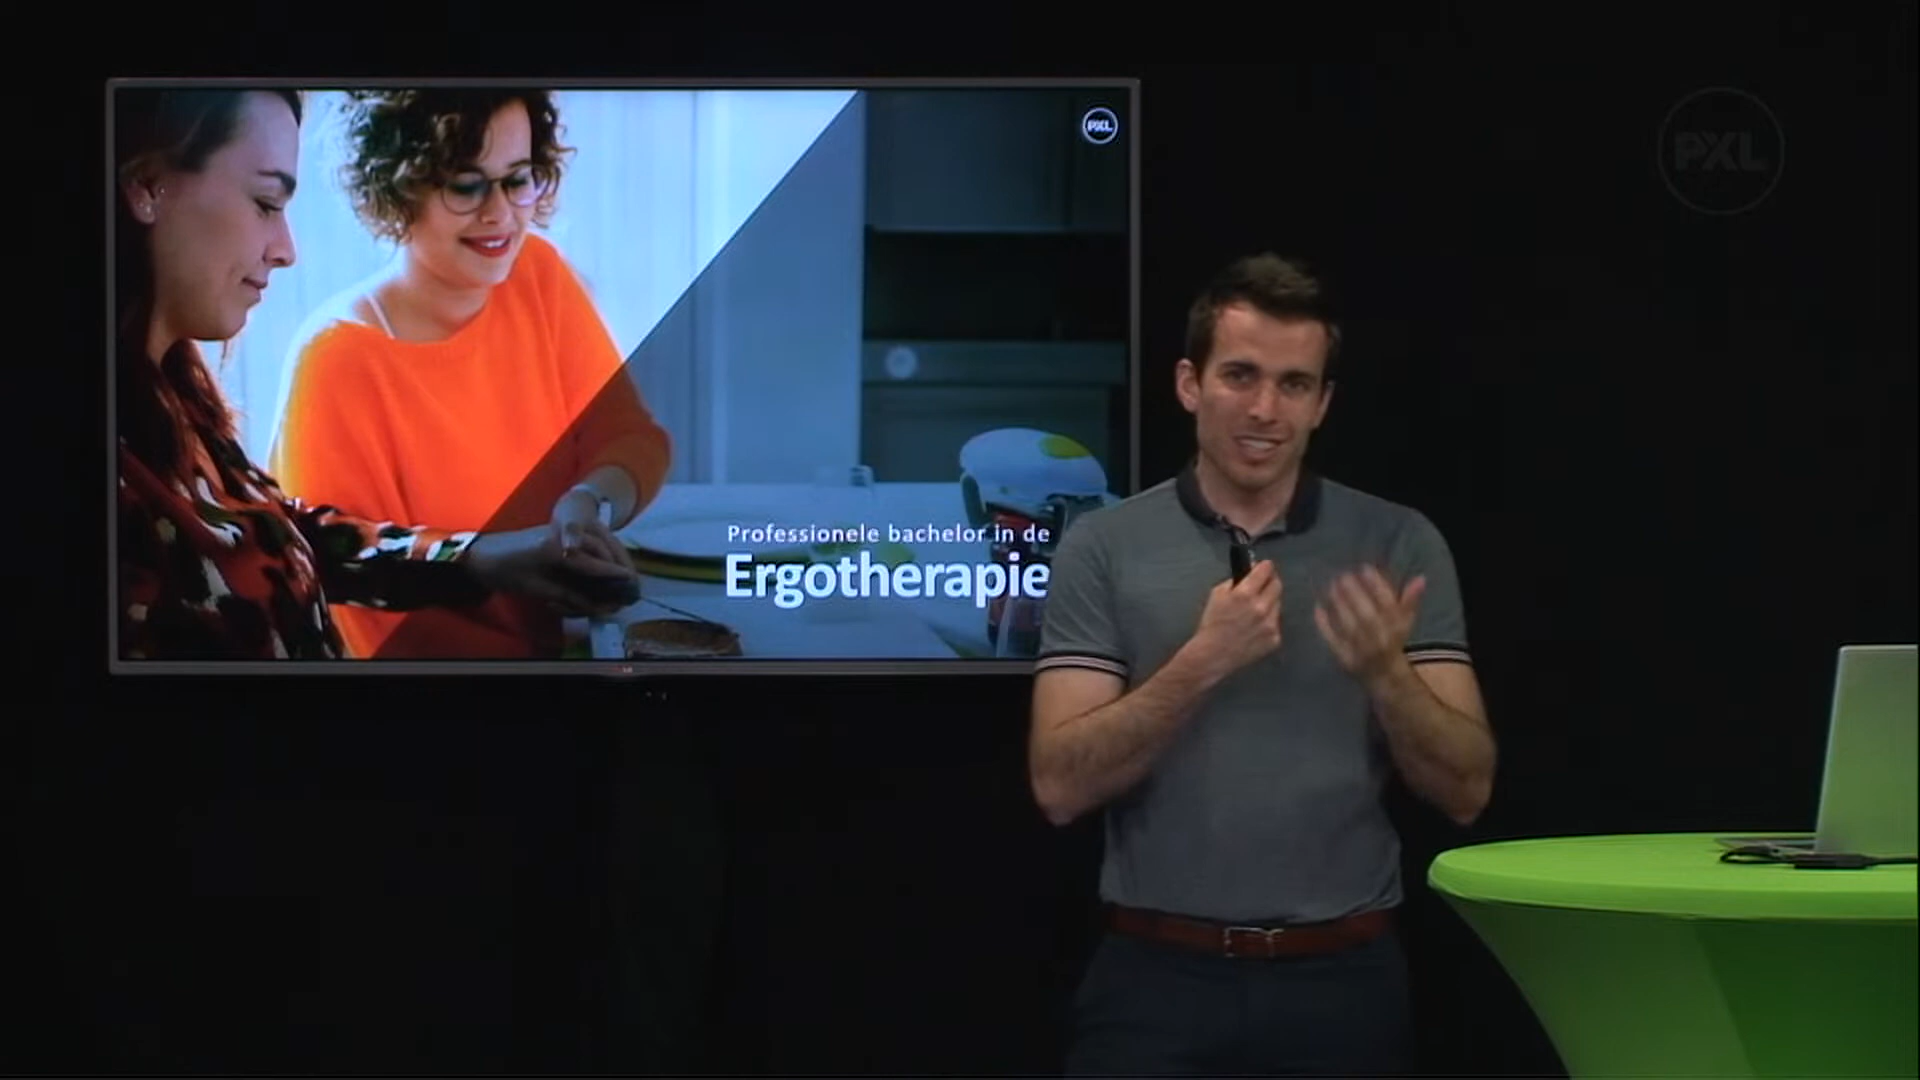 PXL
PXL
Professionele bachelor in de
Ergotherapie